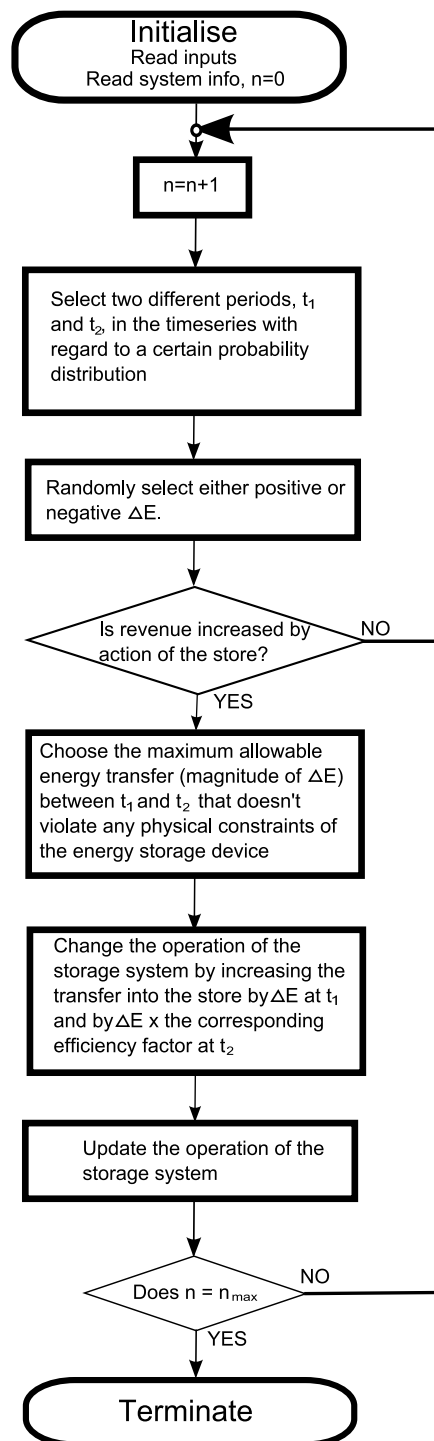 Initialise
Read inputs
Read system info, n=0
n=n+1
Select two different periods, t₁
and t₂, in the timeseries with
regard to a certain probability
distribution
Randomly select either positive or
negative △E.
Is revenue increased by
action of the store?
NO
YES
Choose the maximum allowable
energy transfer (magnitude of △E)
between t₁ and t₂ that doesn't
violate any physical constraints of
the energy storage device
Change the operation of the
storage system by increasing the
transfer into the store by△E at t₁
and by△E x the corresponding
efficiency factor at t₂
Update the operation of the
storage system
Does n = nmax
NO
YES
Terminate